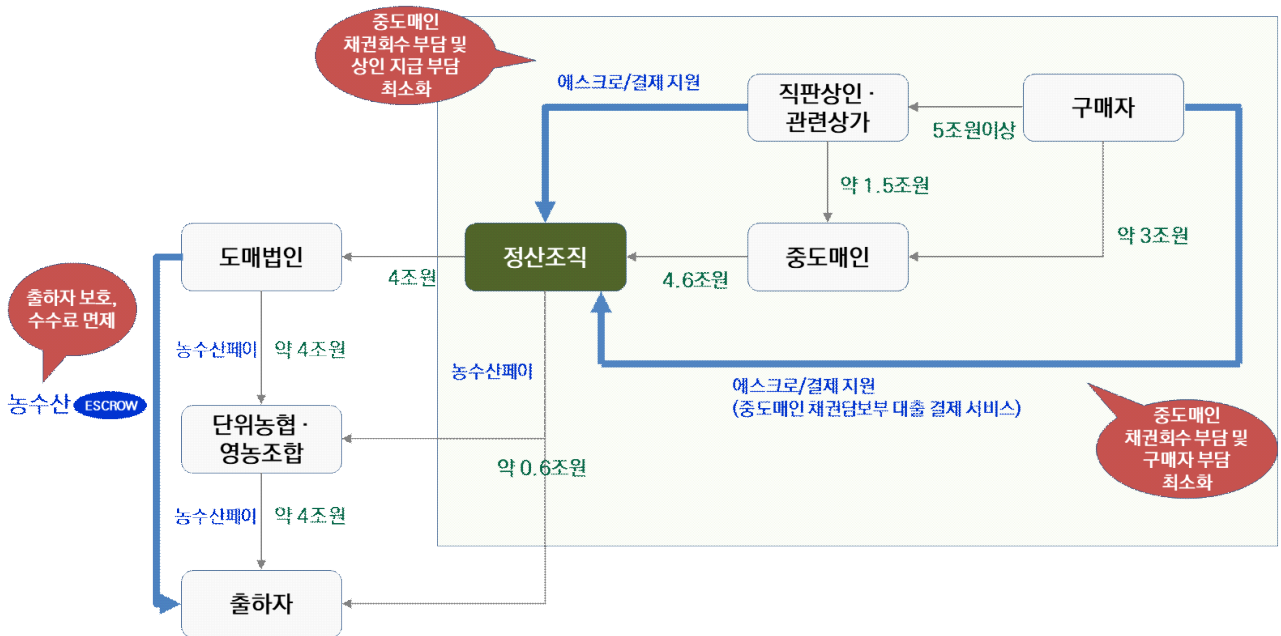 중도매인
채권회수 부담 및
상인 지급 부담
최소화
에스크로/결제 지원
직판상인 ·
관련상가
구매자
5조원이상
약 1.5조원
약 3조원
도매법인
정산조직
중도매인
4조원
4.6조원
출하자 보호,
수수료 면제
농수산페이
약 4조원
농수산페이
에스크로/결제 지원
(중도매인 채권담보부 대출 결제 서비스)
농수산 ESCROW
단위농협 ·
영농조합
약 0.6조원
중도매인
채권회수 부담 및
구매자 부담
최소화
농수산페이
약 4조원
출하자